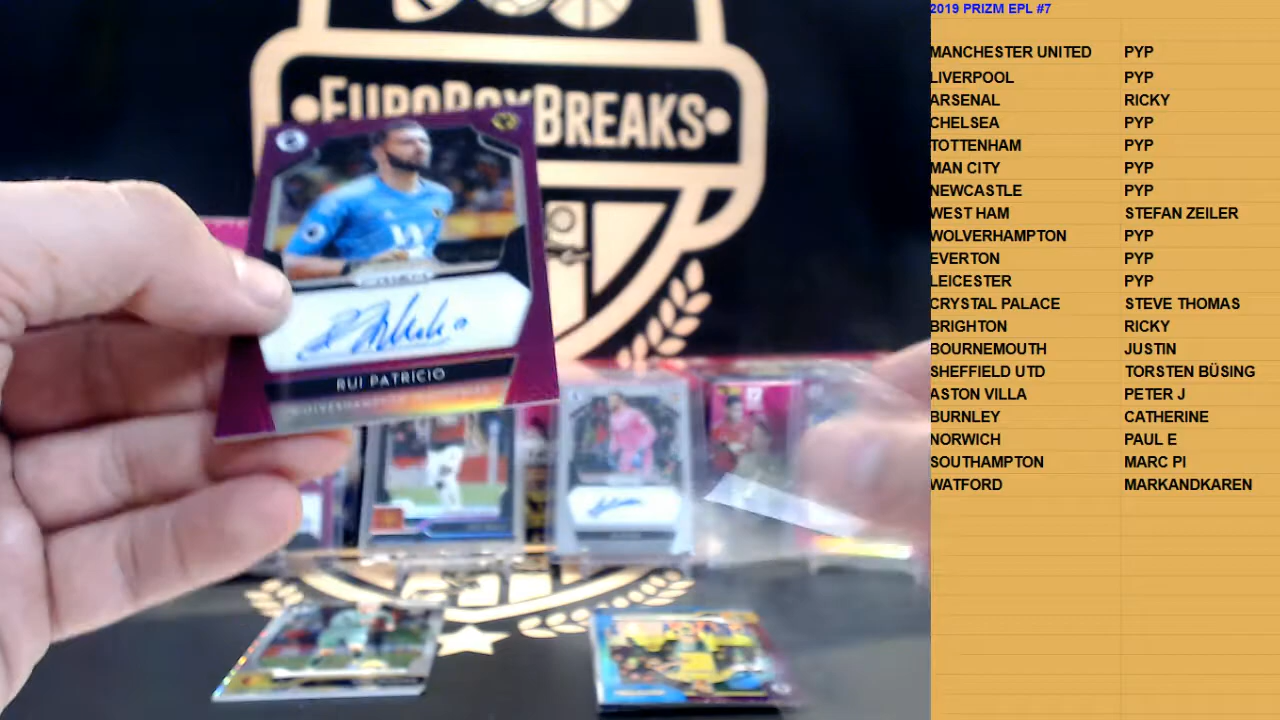 2019 PRIZM EPL #7
MANCHESTER UNITED PYP
LIVERPOOL PYP
ARSENAL RICKY
CHELSEA PYP
TOTTENHAM PYP
MAN CITY PYP
NEWCASTLE PYP
WEST HAM STEFAN ZEILER
WOLVERHAMPTON PYP
EVERTON PYP
LEICESTER PYP
CRYSTAL PALACE STEVE THOMAS
BRIGHTON RICKY
BOURNEMOUTH JUSTIN
SHEFFIELD UTD TORSTEN BÜSING
ASTON VILLA PETER J
BURNLEY CATHERINE
NORWICH PAUL E
SOUTHAMPTON MARC PI
WATFORD MARKANDKAREN
•EUROBOXBREAKS•
RUI PATRÍCIO